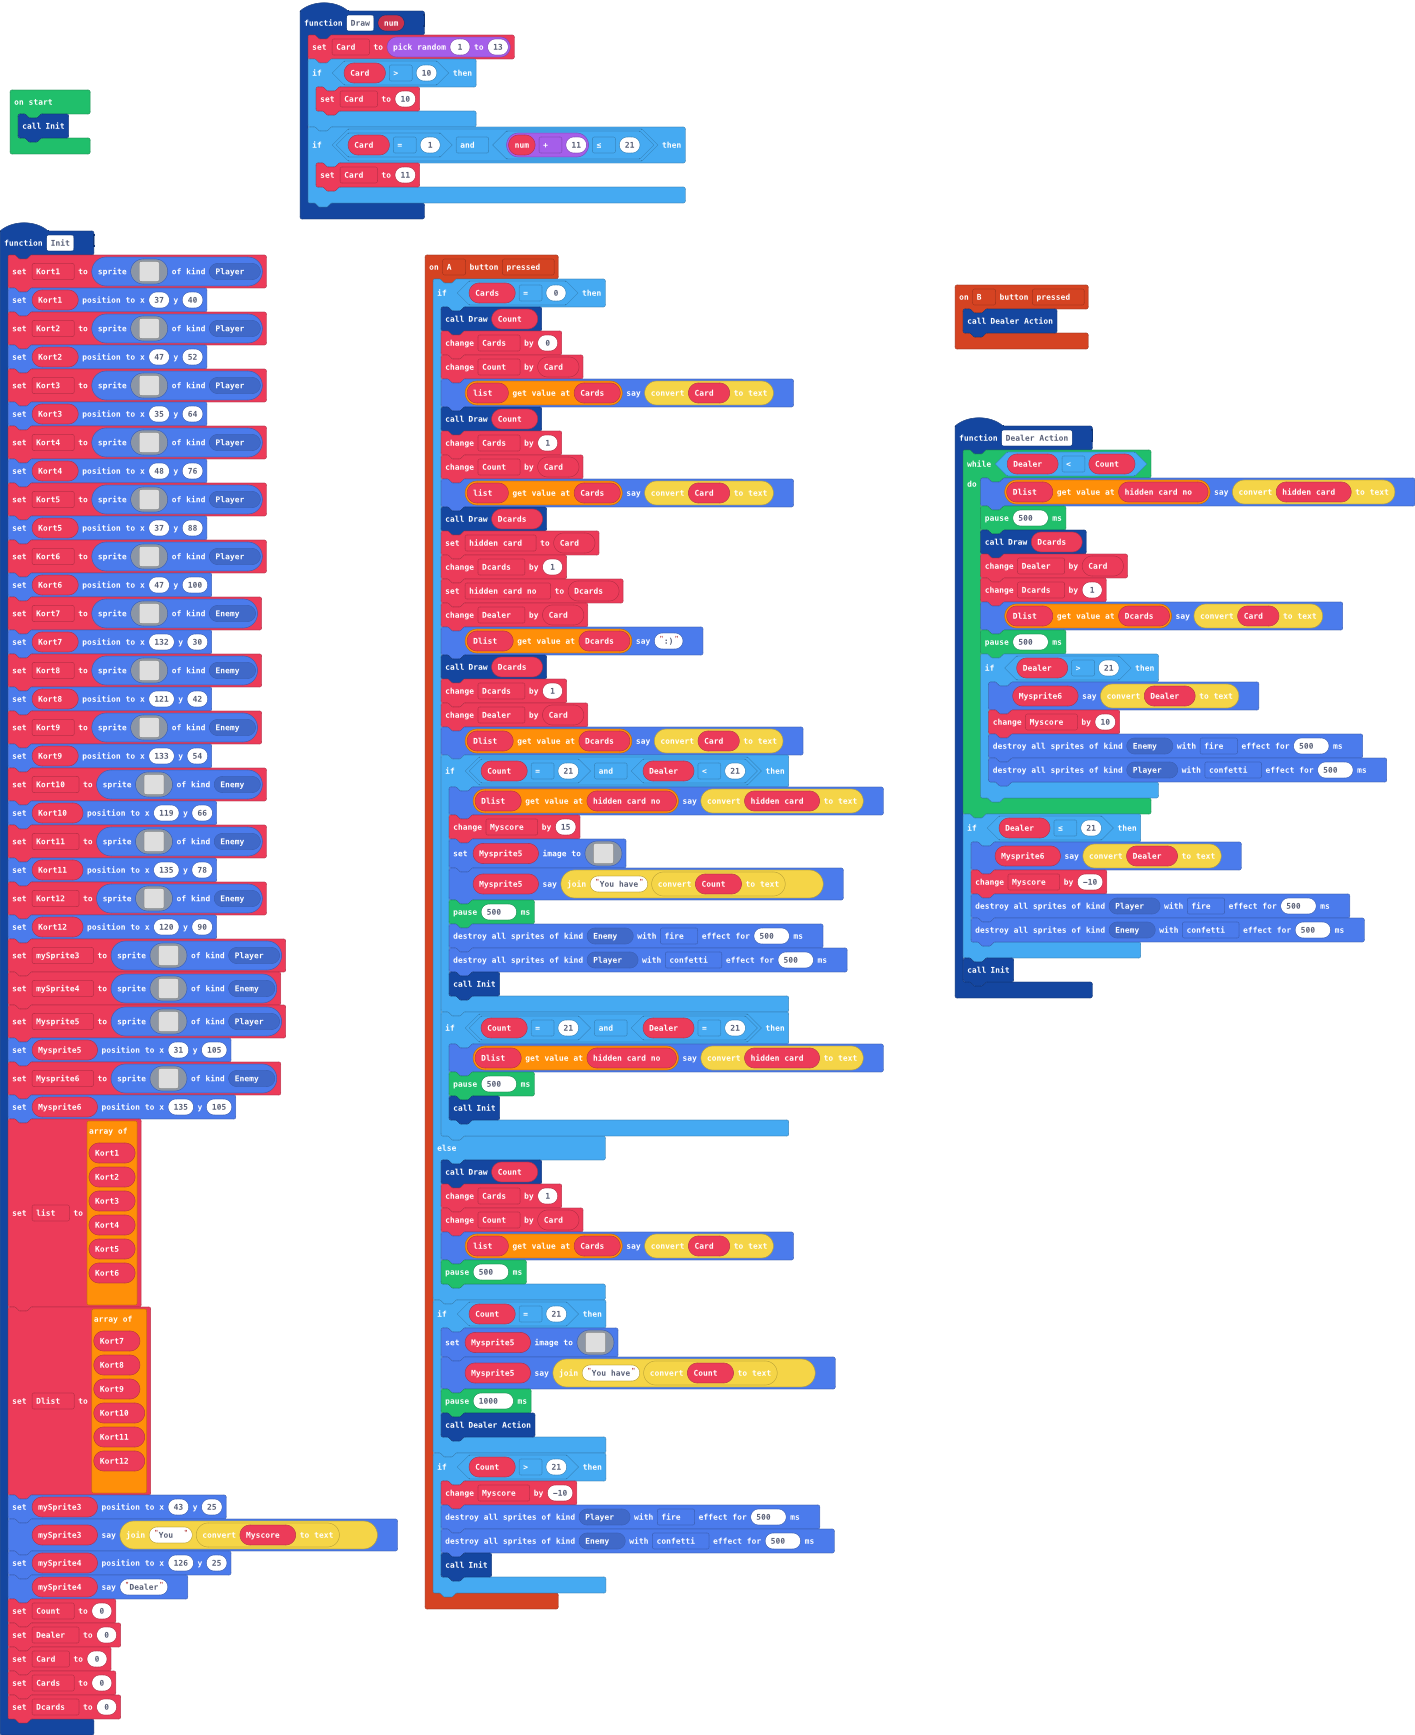 function Draw num
set Card to pick random 1 to 13
if Card > 10 then
set Card to 10
if Card = 1 and num + 11 ≤ 21 then
set Card to 11
on start
call Init
function Init
set Kort1 to sprite of kind Player
set Kort1 position to x 37 y 40
set Kort2 to sprite of kind Player
set Kort2 position to x 47 y 52
set Kort3 to sprite of kind Player
set Kort3 position to x 35 y 64
set Kort4 to sprite of kind Player
set Kort4 position to x 48 y 76
set Kort5 to sprite of kind Player
set Kort5 position to x 37 y 88
set Kort6 to sprite of kind Player
set Kort6 position to x 47 y 100
set Kort7 to sprite of kind Enemy
set Kort7 position to x 132 y 30
set Kort8 to sprite of kind Enemy
set Kort8 position to x 121 y 42
set Kort9 to sprite of kind Enemy
set Kort9 position to x 133 y 54
set Kort10 to sprite of kind Enemy
set Kort10 position to x 119 y 66
set Kort11 to sprite of kind Enemy
set Kort11 position to x 135 y 78
set Kort12 to sprite of kind Enemy
set Kort12 position to x 120 y 90
set mySprite3 to sprite of kind Player
set mySprite4 to sprite of kind Enemy
set Mysprite5 to sprite of kind Player
set Mysprite5 position to x 31 y 105
set Mysprite6 to sprite of kind Enemy
set Mysprite6 position to x 135 y 105
set list to array of
Kort1
Kort2
Kort3
Kort4
Kort5
Kort6
set Dlist to array of
Kort7
Kort8
Kort9
Kort10
Kort11
Kort12
set mySprite3 position to x 43 y 25
mySprite3 say join "You " convert Myscore to text
set mySprite4 position to x 126 y 25
mySprite4 say "Dealer"
set Count to 0
set Dealer to 0
set Card to 0
set Cards to 0
set Dcards to 0
on A button pressed
if Cards = 0 then
call Draw Count
change Cards by 0
change Count by Card
list get value at Cards say convert Card to text
call Draw Count
change Cards by 1
change Count by Card
list get value at Cards say convert Card to text
call Draw Dcards
set hidden card to Card
change Dcards by 1
set hidden card no to Dcards
change Dealer by Card
Dlist get value at Dcards say ":)"
call Draw Dcards
change Dcards by 1
change Dealer by Card
Dlist get value at Dcards say convert Card to text
if Count = 21 and Dealer < 21 then
Dlist get value at hidden card no say convert hidden card to text
change Myscore by 15
set Mysprite5 image to
Mysprite5 say join "You have" convert Count to text
pause 500 ms
destroy all sprites of kind Enemy with fire effect for 500 ms
destroy all sprites of kind Player with confetti effect for 500 ms
call Init
if Count = 21 and Dealer = 21 then
Dlist get value at hidden card no say convert hidden card to text
pause 500 ms
call Init
else
call Draw Count
change Cards by 1
change Count by Card
list get value at Cards say convert Card to text
pause 500 ms
if Count = 21 then
set Mysprite5 image to
Mysprite5 say join "You have" convert Count to text
pause 1000 ms
call Dealer Action
if Count > 21 then
change Myscore by −10
destroy all sprites of kind Player with fire effect for 500 ms
destroy all sprites of kind Enemy with confetti effect for 500 ms
call Init
on B button pressed
call Dealer Action
function Dealer Action
while Dealer < Count
do Dlist get value at hidden card no say convert hidden card to text
pause 500 ms
call Draw Dcards
change Dealer by Card
change Dcards by 1
Dlist get value at Dcards say convert Card to text
pause 500 ms
if Dealer > 21 then
Mysprite6 say convert Dealer to text
change Myscore by 10
destroy all sprites of kind Enemy with fire effect for 500 ms
destroy all sprites of kind Player with confetti effect for 500 ms
if Dealer ≤ 21 then
Mysprite6 say convert Dealer to text
change Myscore by −10
destroy all sprites of kind Player with fire effect for 500 ms
destroy all sprites of kind Enemy with confetti effect for 500 ms
call Init